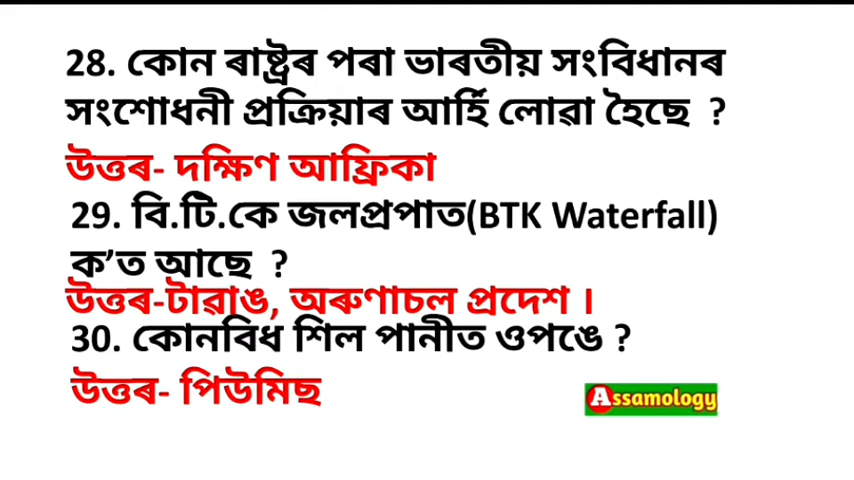 28. কোন ৰাষ্ট্ৰৰ পৰা ভাৰতীয় সংবিধানৰ
সংশোধনী প্ৰক্ৰিয়াৰ আৰ্হি লোৱা হৈছে ?
উত্তৰ- দক্ষিণ আফ্ৰিকা
29. বি.টি.কে জলপ্ৰপাত(BTK Waterfall)
ক’ত আছে ?
উত্তৰ-টাৱাঙ, অৰুণাচল প্ৰদেশ ।
30. কোনবিধ শিল পানীত ওপঙে ?
উত্তৰ- পিউমিছ
Assamology